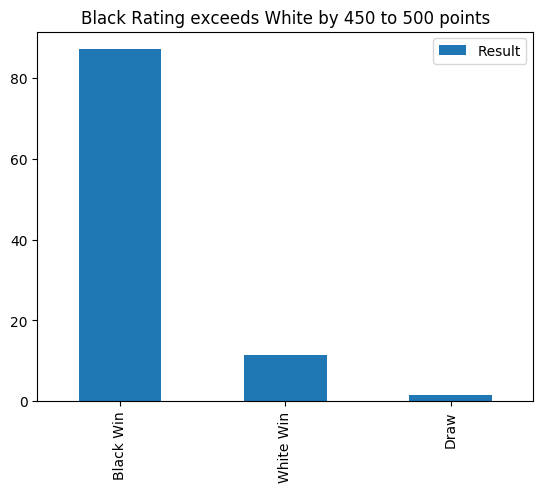 Black Rating exceeds White by 450 to 500 points
Result
80
60
40
20
0
Black Win
White Win
Draw